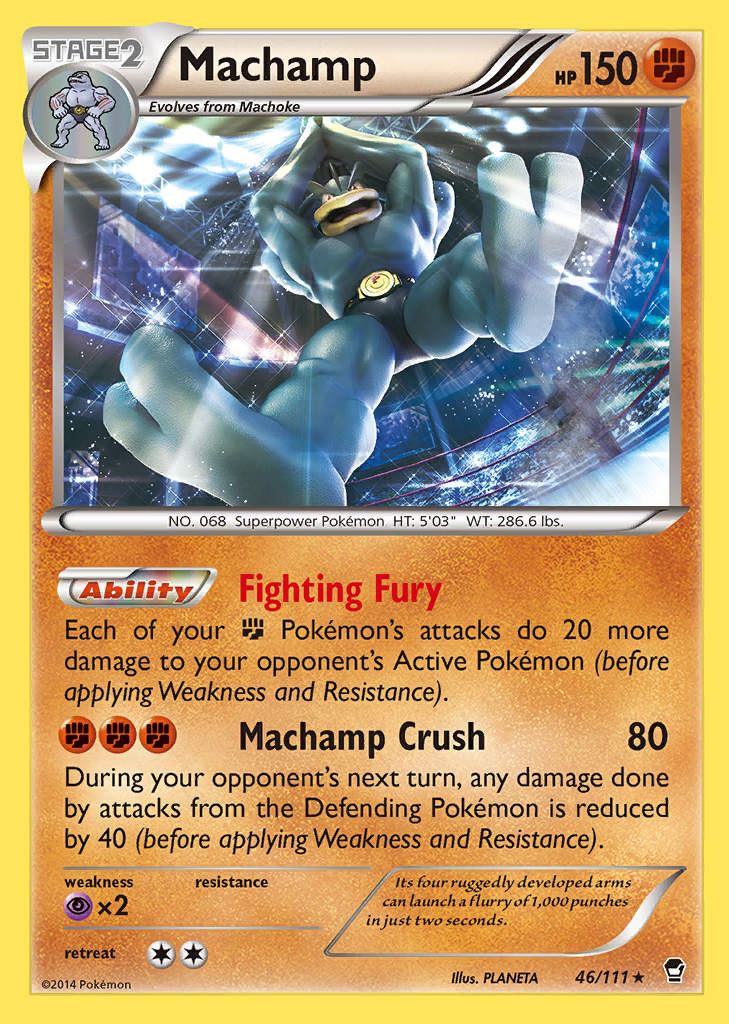 STAGE2
Machamp
HP150
Evolves from Machoke
NO. 068 Superpower Pokémon HT: 5'03" WT: 286.6 lbs.
Ability Fighting Fury
Each of your Pokémon's attacks do 20 more
damage to your opponent's Active Pokémon (before
applying Weakness and Resistance).
Machamp Crush 80
During your opponent's next turn, any damage done
by attacks from the Defending Pokémon is reduced
by 40 (before applying Weakness and Resistance).
weakness resistance
×2
Its four ruggedly developed arms
can launch a flurry of 1,000 punches
in just two seconds.
retreat
©2014 Pokémon
Illus. PLANETA
46/111